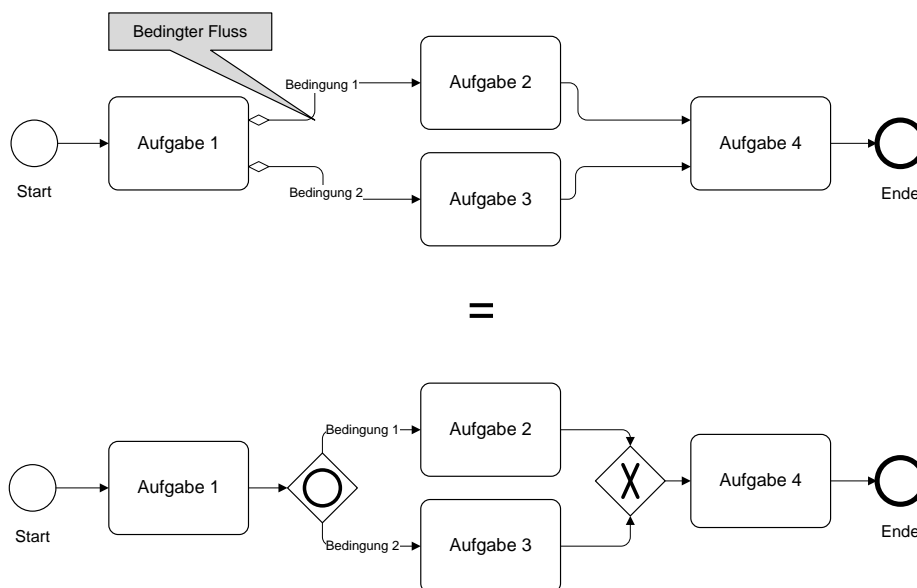 Bedingter Fluss
Bedingung 1
Aufgabe 2
Aufgabe 1
Aufgabe 4
Start
Bedingung 2
Aufgabe 3
Ende
=
Bedingung 1
Aufgabe 2
Aufgabe 1
X
Aufgabe 4
Start
Bedingung 2
Aufgabe 3
Ende